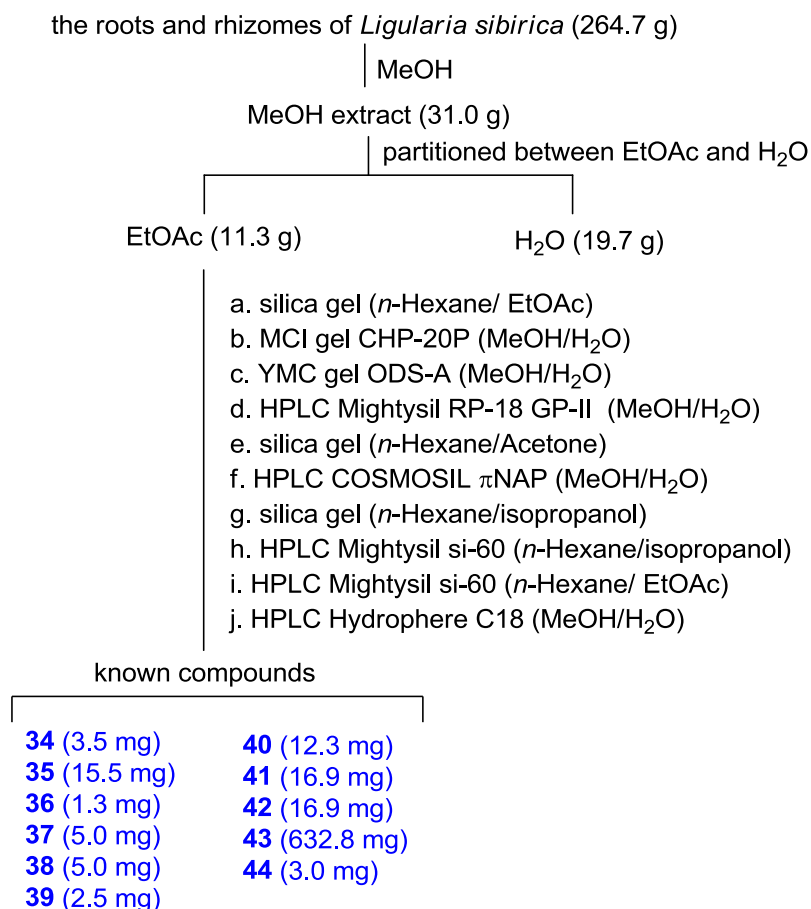 the roots and rhizomes of Ligularia sibirica (264.7 g)
MeOH
MeOH extract (31.0 g)
partitioned between EtOAc and H₂O
EtOAc (11.3 g)
H₂O (19.7 g)
a. silica gel (n-Hexane/ EtOAc)
b. MCI gel CHP-20P (MeOH/H₂O)
c. YMC gel ODS-A (MeOH/H₂O)
d. HPLC Mightysil RP-18 GP-II (MeOH/H₂O)
e. silica gel (n-Hexane/Acetone)
f. HPLC COSMOSIL πNAP (MeOH/H₂O)
g. silica gel (n-Hexane/isopropanol)
h. HPLC Mightysil si-60 (n-Hexane/isopropanol)
i. HPLC Mightysil si-60 (n-Hexane/ EtOAc)
j. HPLC Hydrophere C18 (MeOH/H₂O)
known compounds
34 (3.5 mg)
35 (15.5 mg)
36 (1.3 mg)
37 (5.0 mg)
38 (5.0 mg)
39 (2.5 mg)
40 (12.3 mg)
41 (16.9 mg)
42 (16.9 mg)
43 (632.8 mg)
44 (3.0 mg)